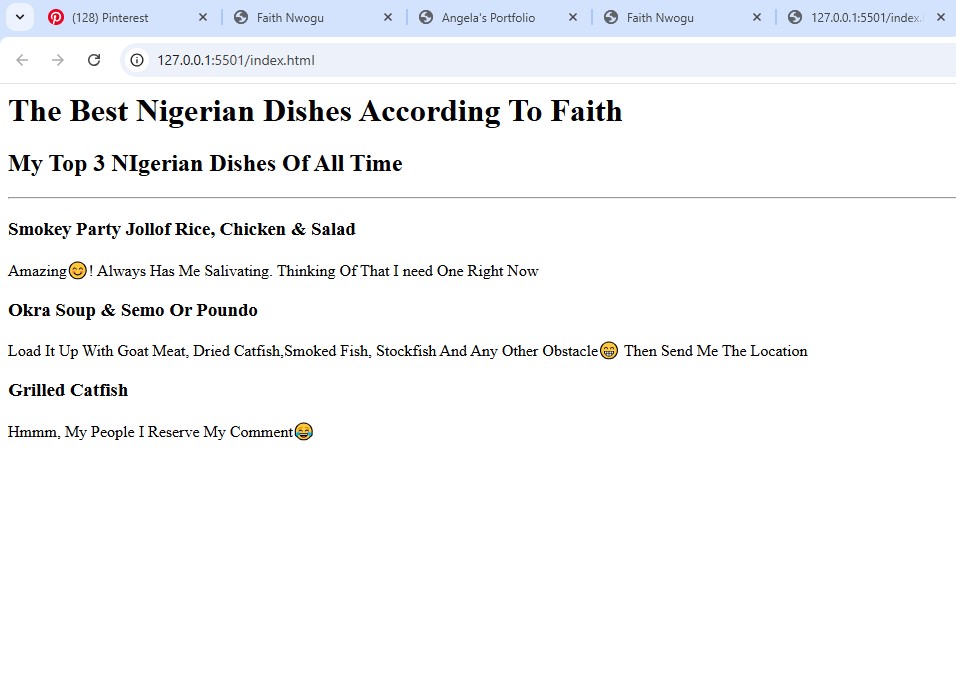 (128) Pinterest
Faith Nwogu
Angela's Portfolio
Faith Nwogu
127.0.0.1:5501/index.
127.0.0.1:5501/index.html
The Best Nigerian Dishes According To Faith
My Top 3 NIgerian Dishes Of All Time
Smokey Party Jollof Rice, Chicken & Salad
Amazing😊! Always Has Me Salivating. Thinking Of That I need One Right Now
Okra Soup & Semo Or Poundo
Load It Up With Goat Meat, Dried Catfish,Smoked Fish, Stockfish And Any Other Obstacle😁 Then Send Me The Location
Grilled Catfish
Hmmm, My People I Reserve My Comment😂